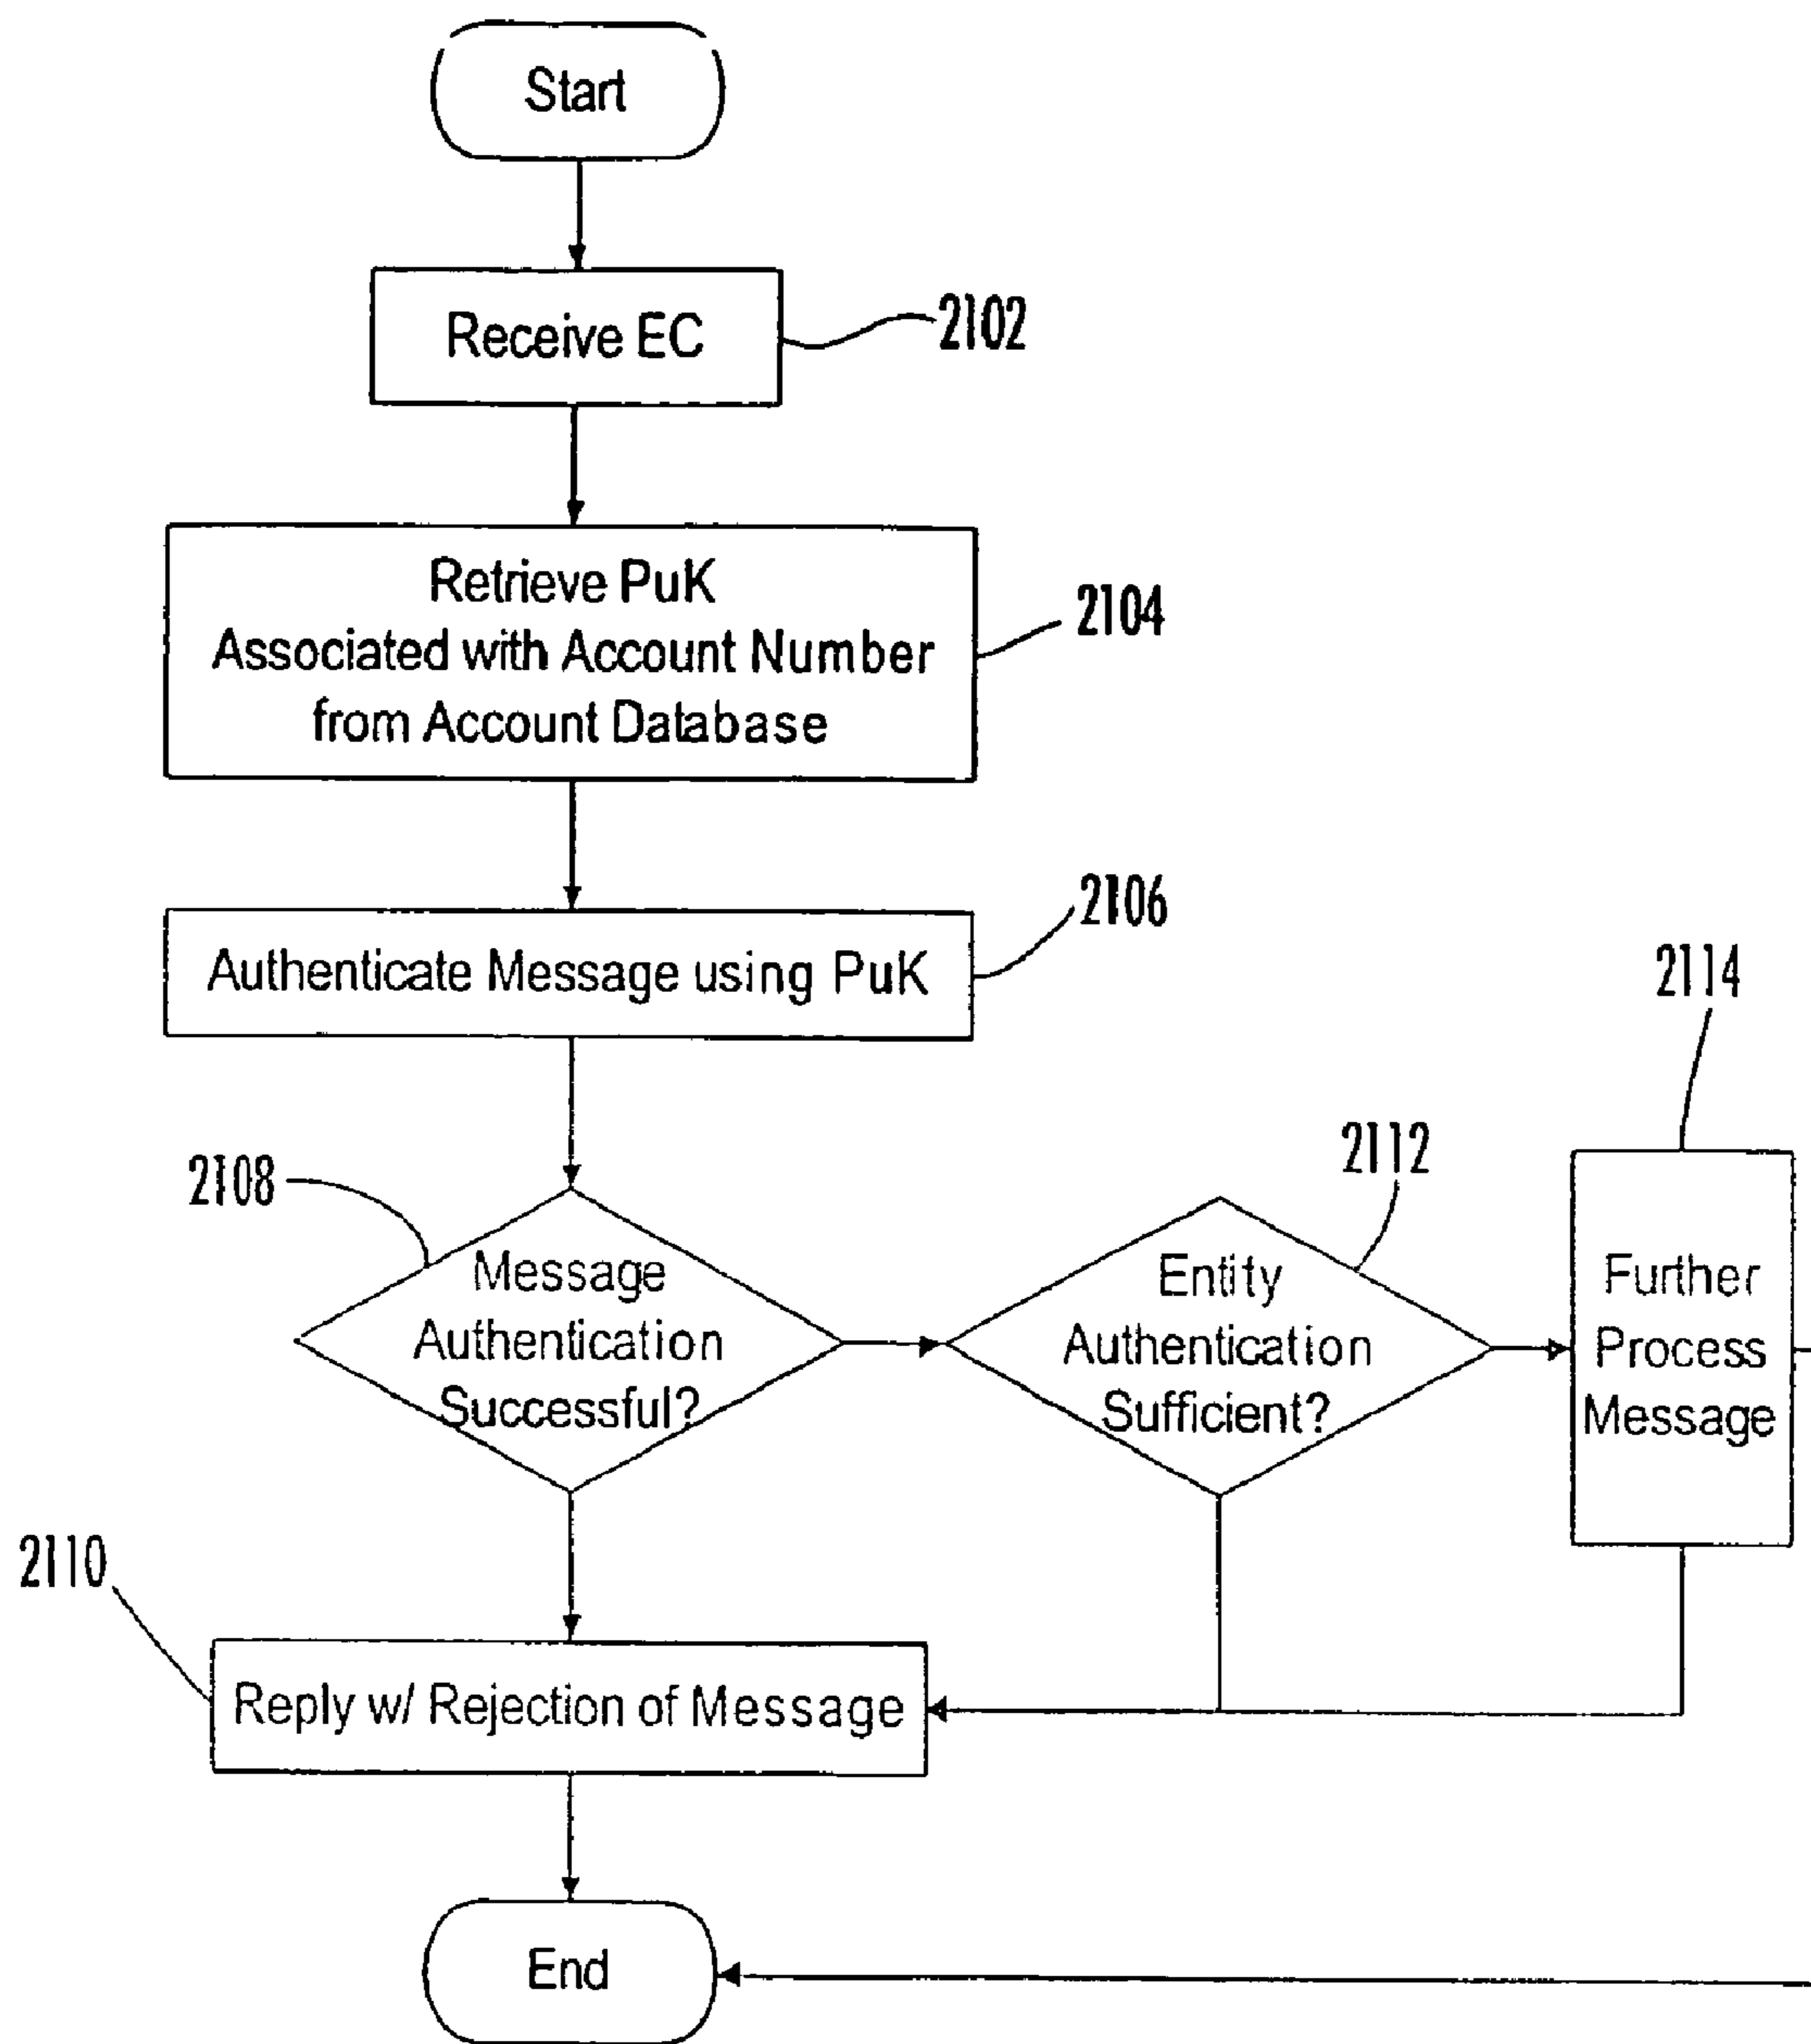 Start
Receive EC
2102
Retrieve PuK
Associated with Account Number
from Account Database
2104
Authenticate Message using PuK
2106
2108
Message
Authentication
Successful?
2112
Entity
Authentication
Sufficient?
2114
Further
Process
Message
2110
Reply w/ Rejection of Message
End